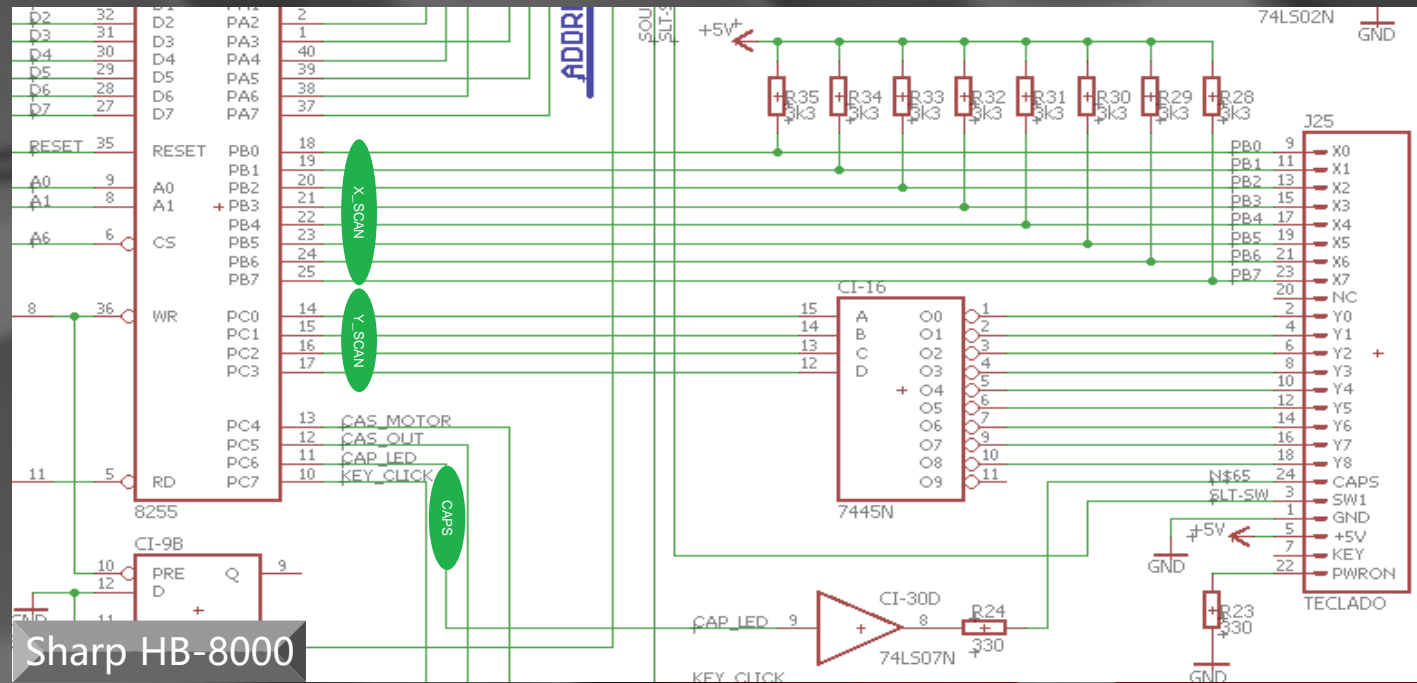 D2 32 D2 PA2 2
D3 31 D3 PA3 1
D4 30 D4 PA4 40
D5 29 D5 PA5 39
D6 28 D6 PA6 38
D7 27 D7 PA7 37
RESET 35 RESET PB0 18
PB1 19
A0 9 A0 PB2 20
A1 8 A1 PB3 21
PB4 22
A6 6 CS PB5 23
PB6 24
PB7 25
8 36 WR PC0 14
PC1 15
PC2 16
PC3 17
PC4 13 CAS_MOTOR
PC5 12 CAS_OUT
PC6 11 CAP_LED
11 5 RD PC7 10 KEY_CLICK
8255
X_SCAN
Y_SCAN
CAPS
CI-9B
10 PRE Q 9
12 D
11
GND
Sharp HB-8000
+5V
74LS02N
GND
R35 R34 R33 R32 R31 R30 R29 R28
3k3 3k3 3k3 3k3 3k3 3k3 3k3 3k3
J25
PB0 9 X0
PB1 11 X1
PB2 13 X2
PB3 15 X3
PB4 17 X4
PB5 19 X5
PB6 21 X6
PB7 23 X7
20 NC
2 Y0
4 Y1
6 Y2
8 Y3
10 Y4
12 Y5
14 Y6
16 Y7
18 Y8
N$65 24 CAPS
SLT-SW 3 SW1
1 GND
+5V 5 +5V
7 KEY
22 PWRON
TECLADO
GND
R23
330
GND
CI-16
15 A O0 1
14 B O1 2
13 C O2 3
12 D O3 4
O4 5
O5 6
O6 7
O7 9
O8 10
O9 11
7445N
CI-30D
CAP_LED 9 8 R24
330
74LS07N
KEY_CLICK